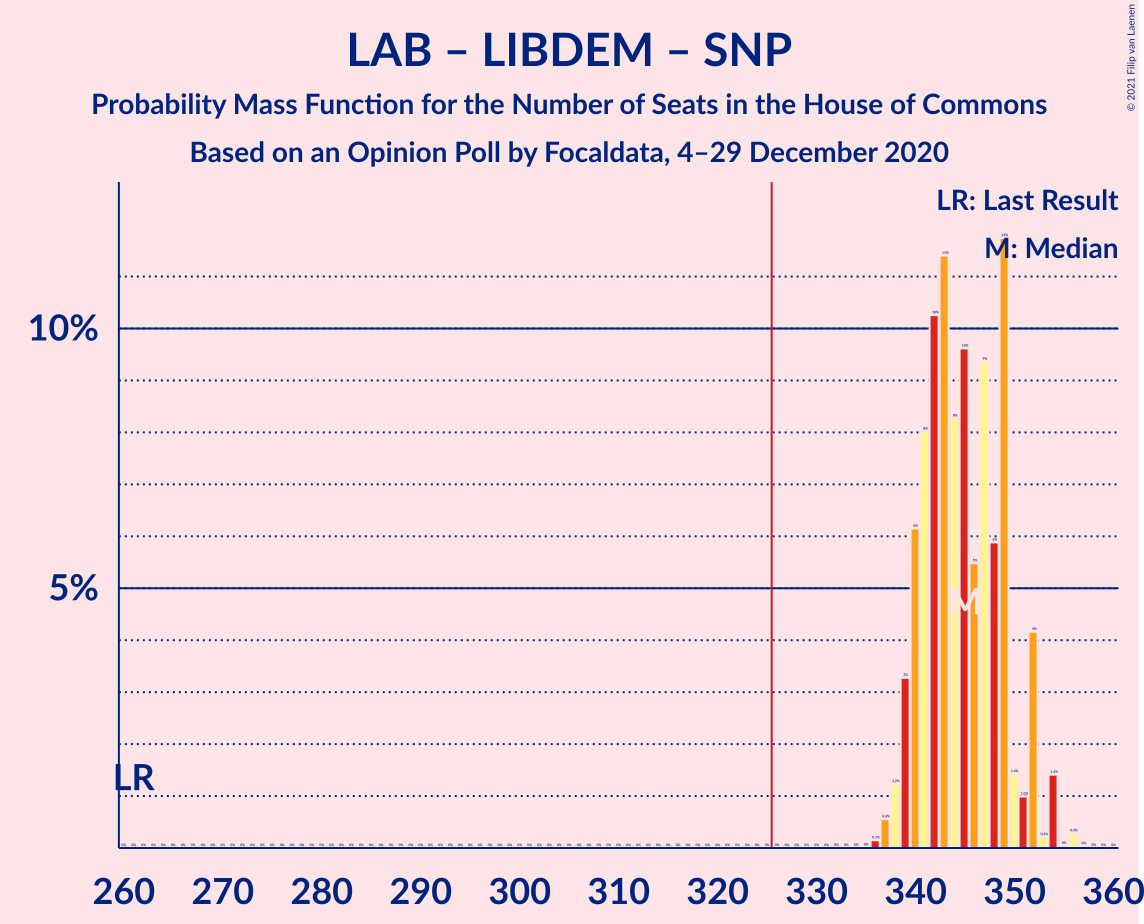 LAB – LIBDEM – SNP
Probability Mass Function for the Number of Seats in the House of Commons
Based on an Opinion Poll by Focaldata, 4–29 December 2020
© 2021 Filip van Laenen
LR: Last Result
M: Median
10%
5%
LR
M
260 270 280 290 300 310 320 330 340 350 360